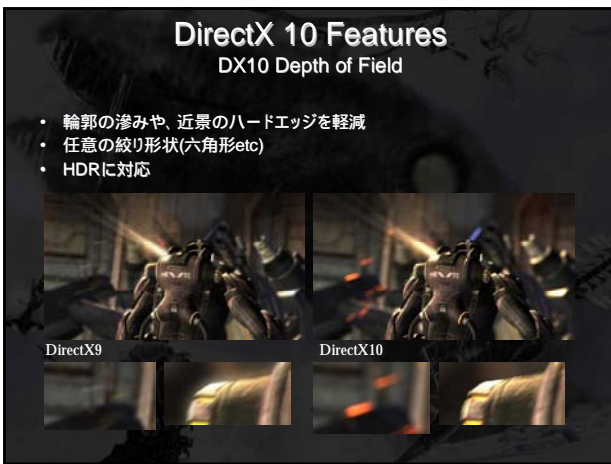 DirectX 10 Features
DX10 Depth of Field
• 輪郭の滲みや、近景のハードエッジを軽減
• 任意の絞り形状(六角形etc)
• HDRに対応
DirectX9
DirectX10